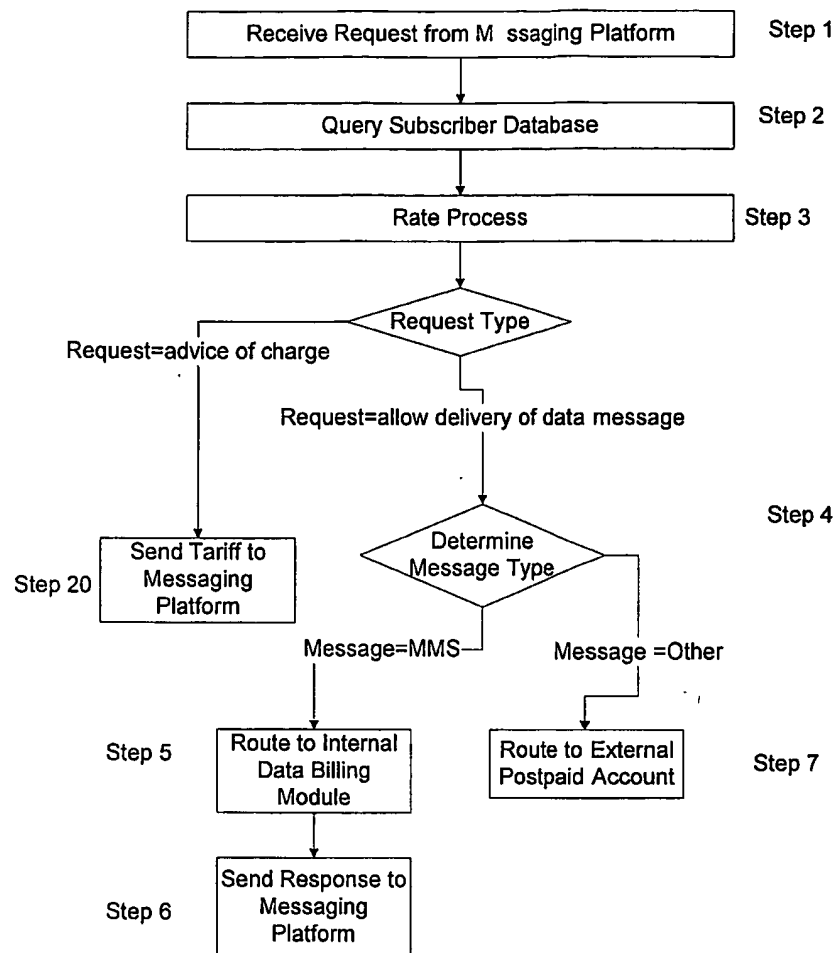 Receive Request from M ssaging Platform
Step 1
Query Subscriber Database
Step 2
Rate Process
Step 3
Request Type
Request=advice of charge
Request=allow delivery of data message
Step 4
Determine
Message Type
Send Tariff to
Messaging
Platform
Step 20
Message=MMS
Message =Other
Step 5
Route to Internal
Data Billing
Module
Route to External
Postpaid Account
Step 7
Send Response to
Messaging
Platform
Step 6